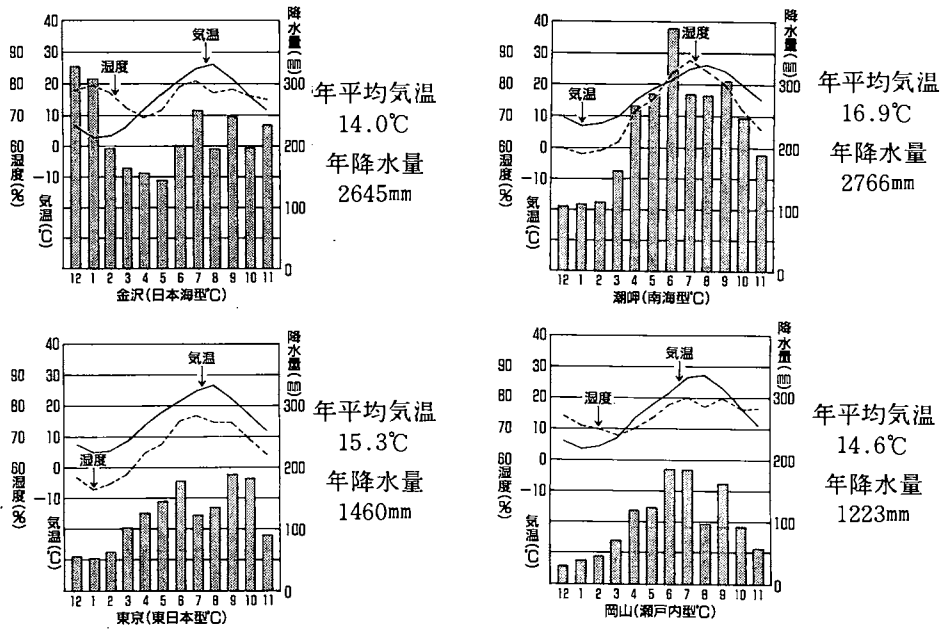 40
30
20
10
0
-10
90
80
70
60
湿度(%)
気温(℃)
降水量(㎜)
300
200
100
0
湿度
気温
12 1 2 3 4 5 6 7 8 9 10 11
金沢(日本海型℃)
年平均気温
14.0℃
年降水量
2645mm
40
30
20
10
0
-10
90
80
70
60
湿度(%)
気温(℃)
降水量(㎜)
300
200
100
0
気温
湿度
12 1 2 3 4 5 6 7 8 9 10 11
潮岬(南海型℃)
年平均気温
16.9℃
年降水量
2766mm
40
30
20
10
0
-10
90
80
70
60
湿度(%)
気温(℃)
降水量(㎜)
300
200
100
0
気温
湿度
12 1 2 3 4 5 6 7 8 9 10 11
東京(東日本型℃)
年平均気温
15.3℃
年降水量
1460mm
40
30
20
10
0
-10
90
80
70
60
湿度(%)
気温(℃)
降水量(㎜)
300
200
100
0
気温
湿度
12 1 2 3 4 5 6 7 8 9 10 11
岡山(瀬戸内型℃)
年平均気温
14.6℃
年降水量
1223mm